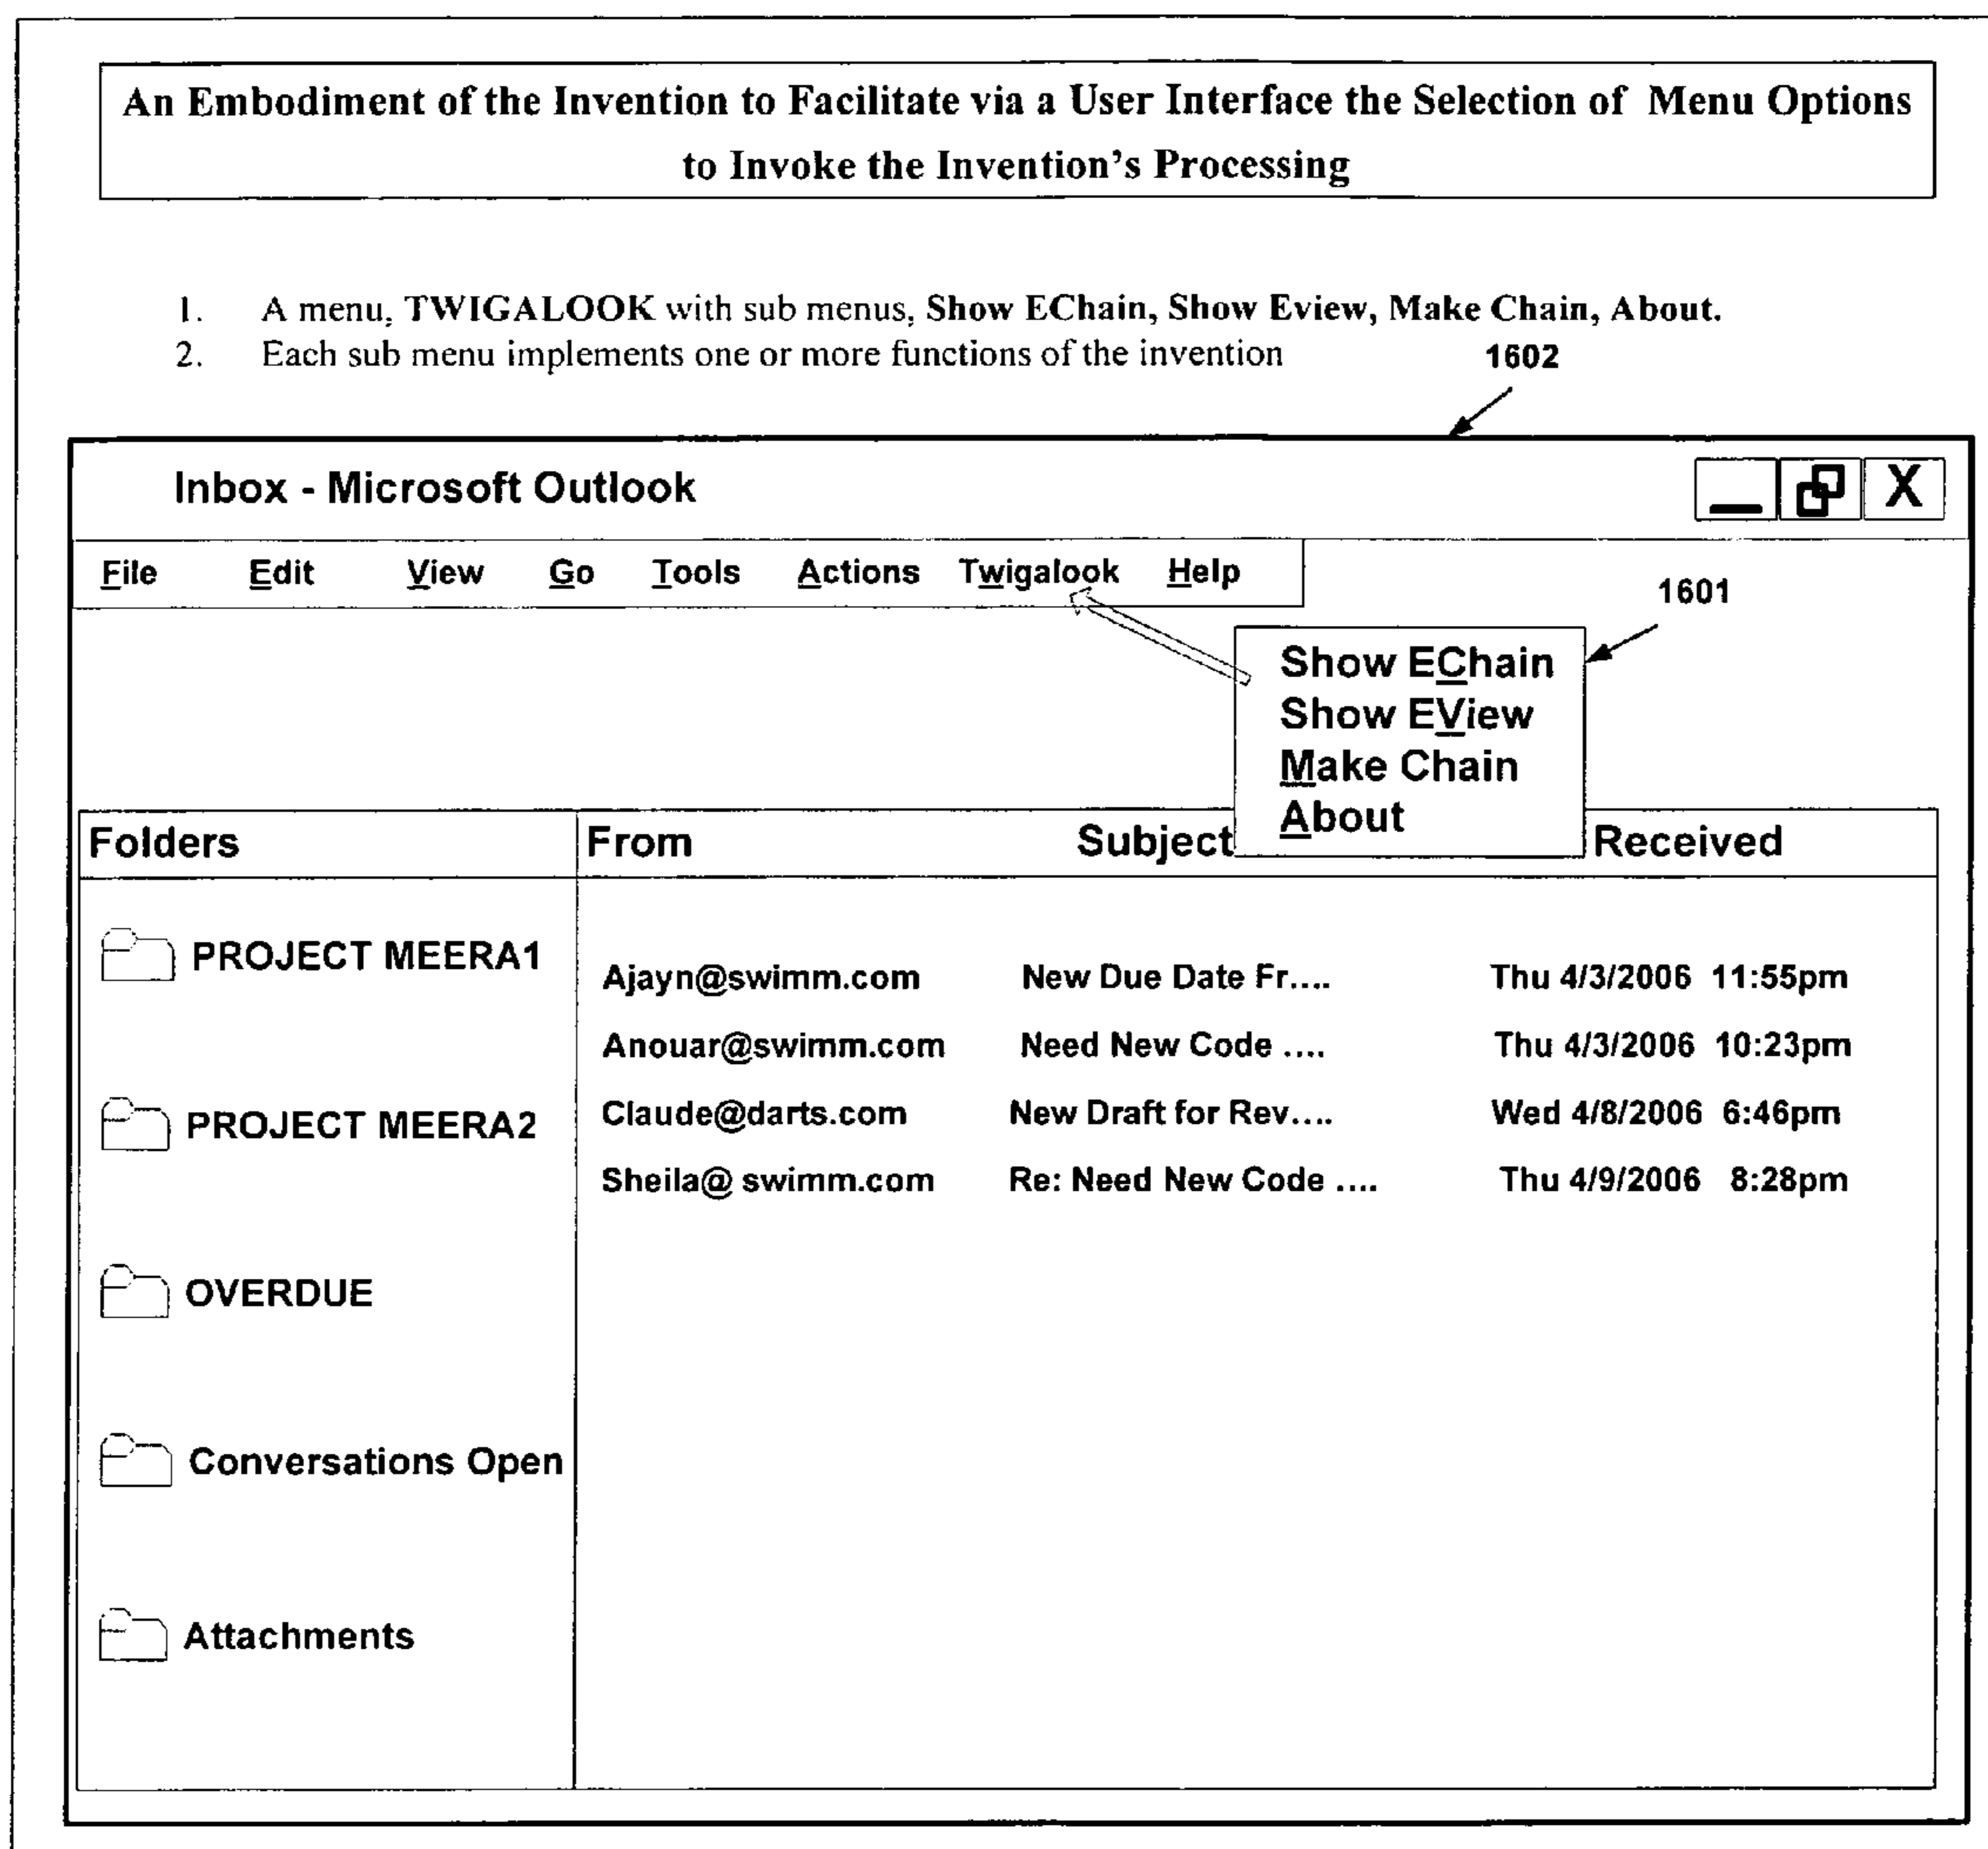 An Embodiment of the Invention to Facilitate via a User Interface the Selection of Menu Options
to Invoke the Invention's Processing
1. A menu, TWIGALOOK with sub menus, Show EChain, Show Eview, Make Chain, About.
2. Each sub menu implements one or more functions of the invention
1602
Inbox - Microsoft Outlook
X
File Edit View Go Tools Actions Twigalook Help
1601
Show EChain
Show EView
Make Chain
About
Folders From Subject Received
PROJECT MEERA1
PROJECT MEERA2
OVERDUE
Conversations Open
Attachments
Ajayn@swimm.com New Due Date Fr.... Thu 4/3/2006 11:55pm
Anouar@swimm.com Need New Code .... Thu 4/3/2006 10:23pm
Claude@darts.com New Draft for Rev.... Wed 4/8/2006 6:46pm
Sheila@ swimm.com Re: Need New Code .... Thu 4/9/2006 8:28pm